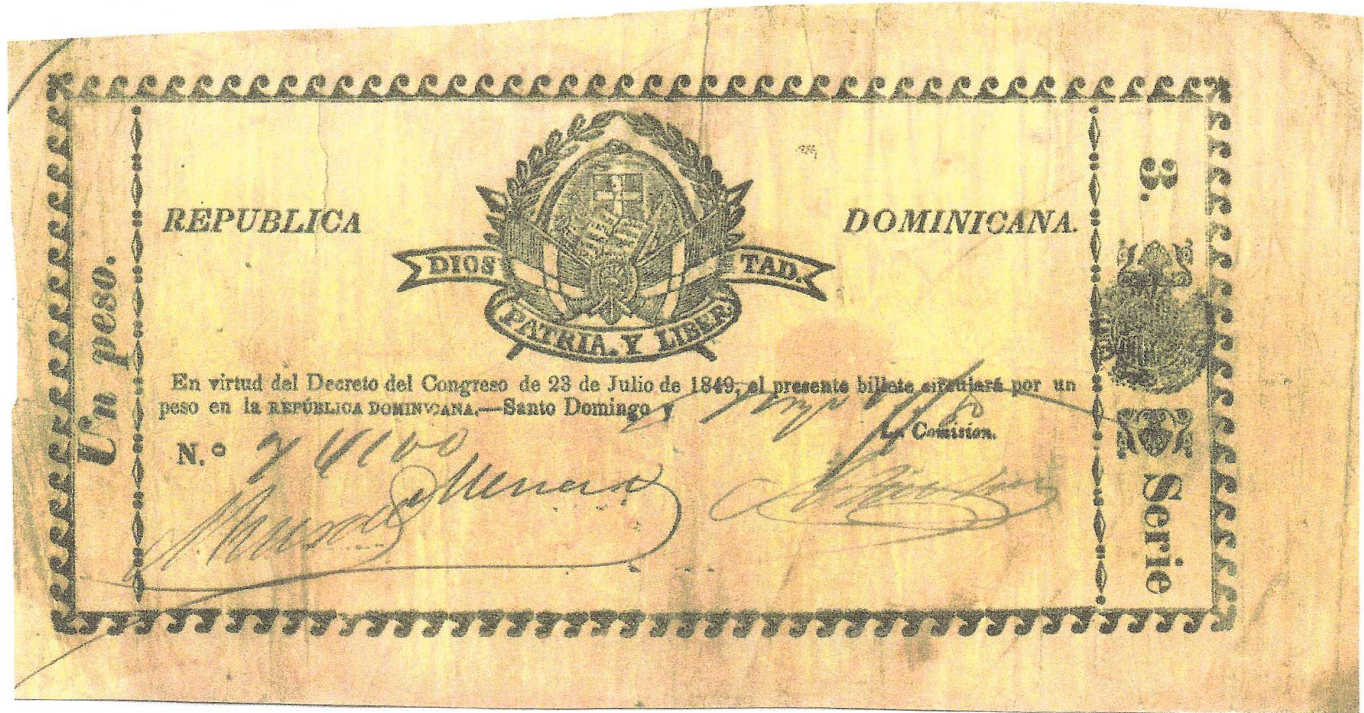 Un peso.
REPUBLICA DOMINICANA.
DIOS TAD.
PATRIA. Y LIBER
En virtud del Decreto del Congreso de 23 de Julio de 1849, el presente billete circulará por un
peso en la REPÚBLICA DOMINVCANA.—Santo Domingo y
La Comision.
N.º
3.
Serie